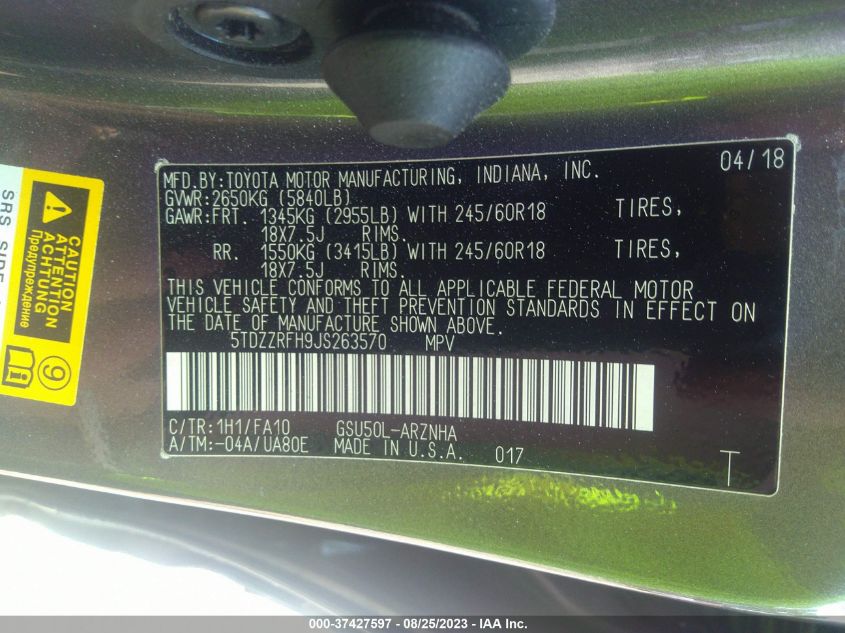 MFD.BY:TOYOTA MOTOR MANUFACTURING, INDIANA, INC. 04/18
GVWR:2650KG (5840LB)
GAWR:FRT. 1345KG (2955LB) WITH 245/60R18 TIRES,
18X7.5J RIMS.
RR. 1550KG (3415LB) WITH 245/60R18 TIRES,
18X7.5J RIMS.
THIS VEHICLE CONFORMS TO ALL APPLICABLE FEDERAL MOTOR
VEHICLE SAFETY AND THEFT PREVENTION STANDARDS IN EFFECT ON
THE DATE OF MANUFACTURE SHOWN ABOVE.
5TDZZRFH9JS263570 MPV
C/TR:1H1/FA10 GSU50L-ARZNHA
A/TM:-04A/UA80E MADE IN U.S.A. 017 T
SRS SIDE
CAUTION
ATTENTION
ACHTUNG
Предупреждение
000-37427597 - 08/25/2023 - IAA Inc.